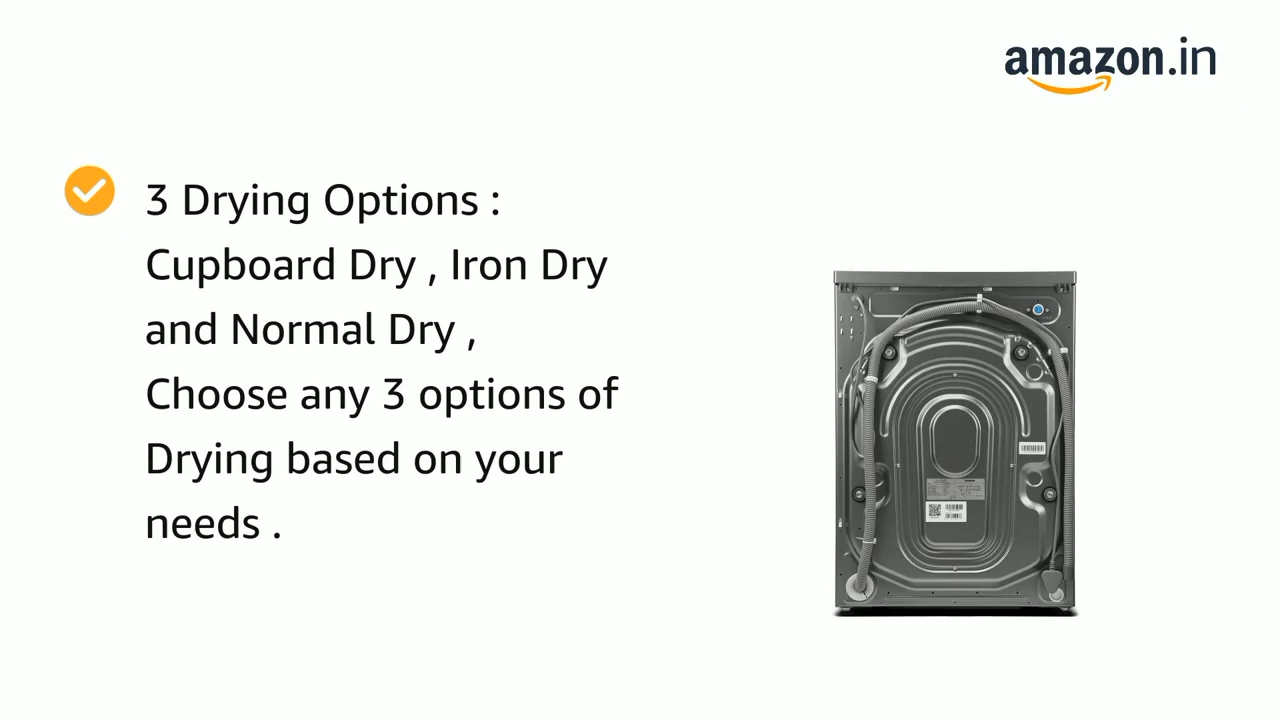 amazon.in
3 Drying Options :
Cupboard Dry , Iron Dry
and Normal Dry ,
Choose any 3 options of
Drying based on your
needs .